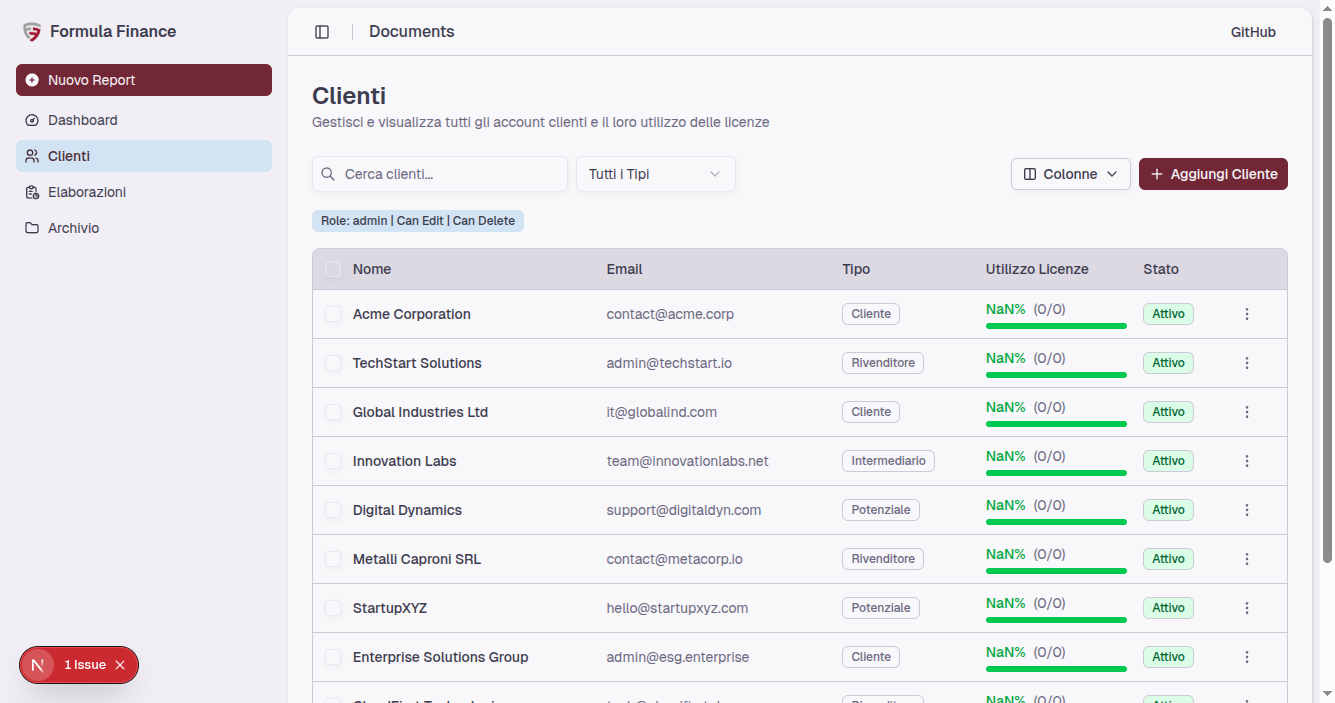 Formula Finance
Documents
GitHub
Nuovo Report
Dashboard
Clienti
Elaborazioni
Archivio
Clienti
Gestisci e visualizza tutti gli account clienti e il loro utilizzo delle licenze
Cerca clienti...
Tutti i Tipi
Colonne
Aggiungi Cliente
Role: admin | Can Edit | Can Delete
Nome Email Tipo Utilizzo Licenze Stato
Acme Corporation contact@acme.corp Cliente NaN% (0/0) Attivo
TechStart Solutions admin@techstart.io Rivenditore NaN% (0/0) Attivo
Global Industries Ltd it@globalind.com Cliente NaN% (0/0) Attivo
Innovation Labs team@innovationlabs.net Intermediario NaN% (0/0) Attivo
Digital Dynamics support@digitaldyn.com Potenziale NaN% (0/0) Attivo
Metalli Caproni SRL contact@metacorp.io Rivenditore NaN% (0/0) Attivo
StartupXYZ hello@startupxyz.com Potenziale NaN% (0/0) Attivo
Enterprise Solutions Group admin@esg.enterprise Cliente NaN% (0/0) Attivo
NaN% (0/0)
N 1 Issue